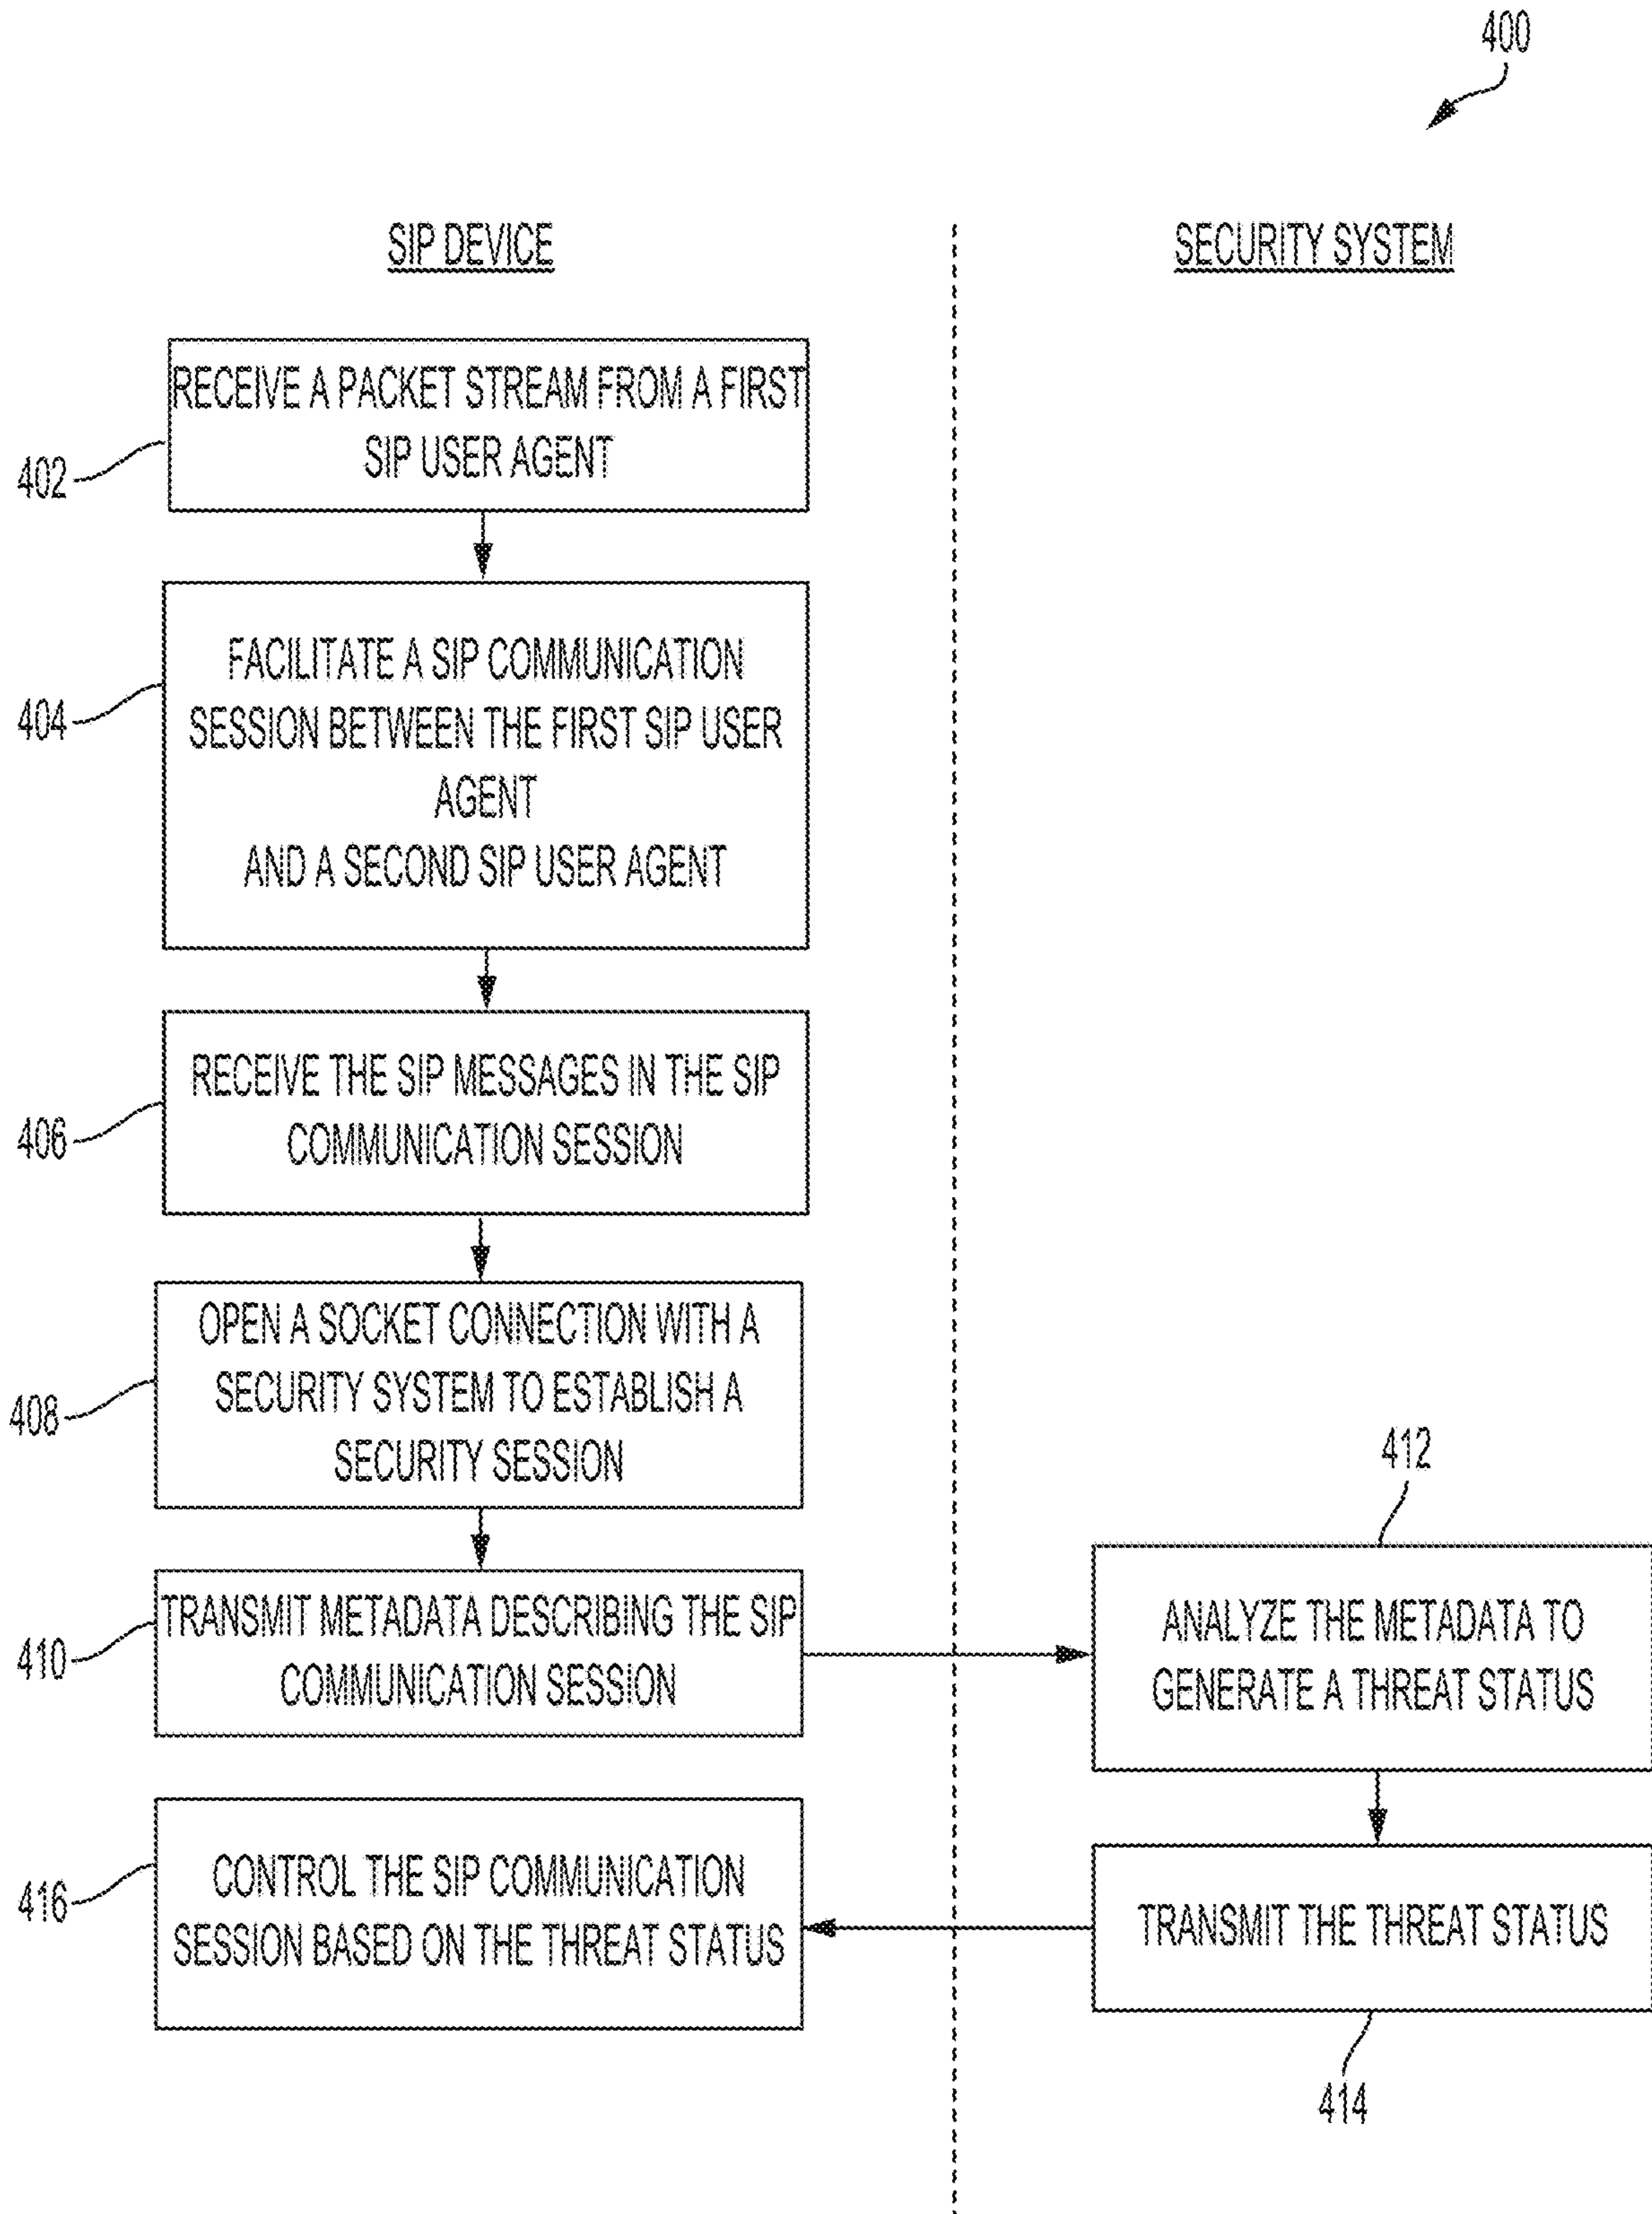 400
SIP DEVICE
SECURITY SYSTEM
RECEIVE A PACKET STREAM FROM A FIRST
SIP USER AGENT
402
FACILITATE A SIP COMMUNICATION
SESSION BETWEEN THE FIRST SIP USER
AGENT
AND A SECOND SIP USER AGENT
404
RECEIVE THE SIP MESSAGES IN THE SIP
COMMUNICATION SESSION
406
OPEN A SOCKET CONNECTION WITH A
SECURITY SYSTEM TO ESTABLISH A
SECURITY SESSION
408
TRANSMIT METADATA DESCRIBING THE SIP
COMMUNICATION SESSION
410
412
ANALYZE THE METADATA TO
GENERATE A THREAT STATUS
TRANSMIT THE THREAT STATUS
414
CONTROL THE SIP COMMUNICATION
SESSION BASED ON THE THREAT STATUS
416